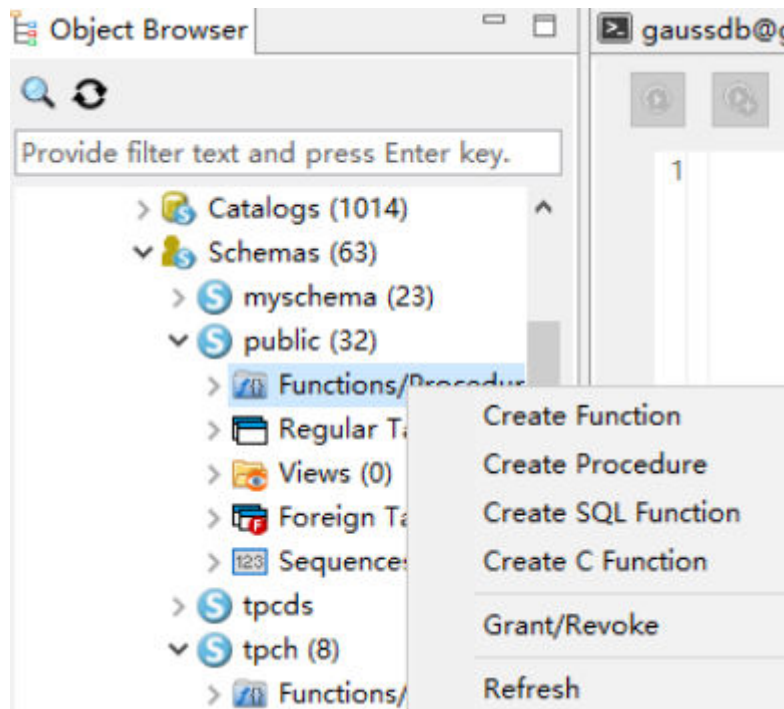 Object Browser
gaussdb@g
Provide filter text and press Enter key.
1
Catalogs (1014)
Schemas (63)
myschema (23)
public (32)
Functions/Procedur
Create Function
Regular Ta
Create Procedure
Views (0)
Create SQL Function
Foreign Ta
Create C Function
123 Sequences
tpcds
Grant/Revoke
tpch (8)
Functions/
Refresh